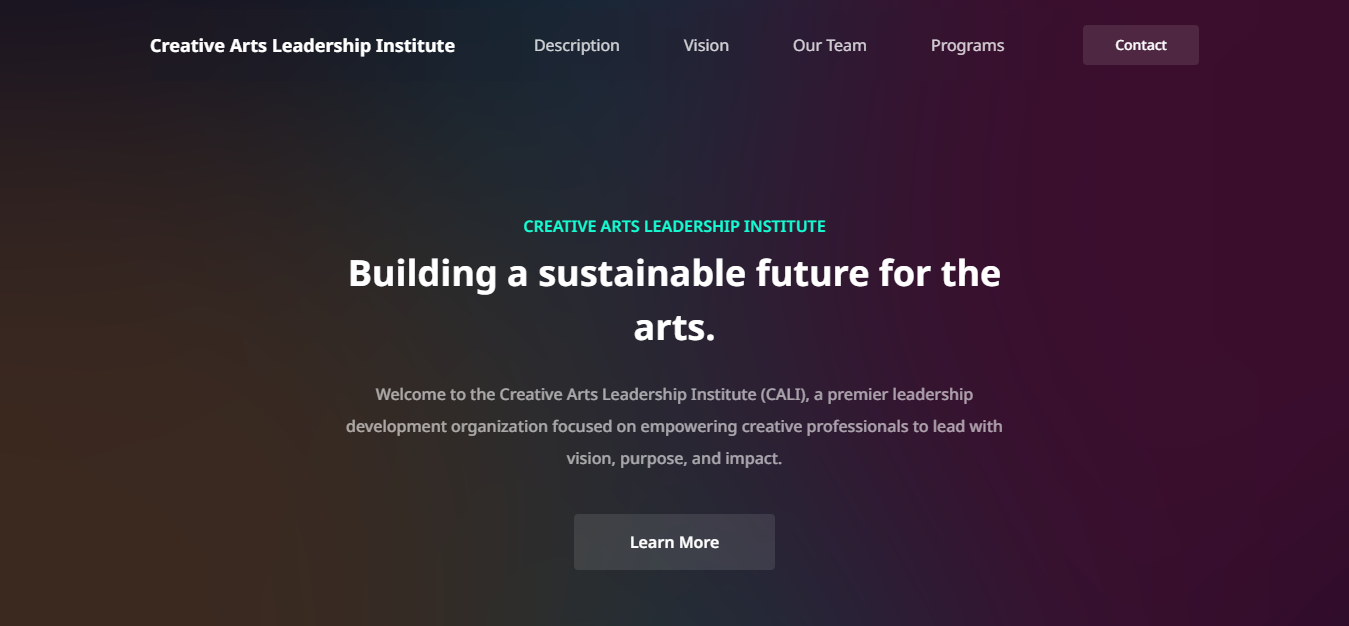 Creative Arts Leadership Institute Description Vision Our Team Programs Contact
CREATIVE ARTS LEADERSHIP INSTITUTE
Building a sustainable future for the
arts.
Welcome to the Creative Arts Leadership Institute (CALI), a premier leadership
development organization focused on empowering creative professionals to lead with
vision, purpose, and impact.
Learn More